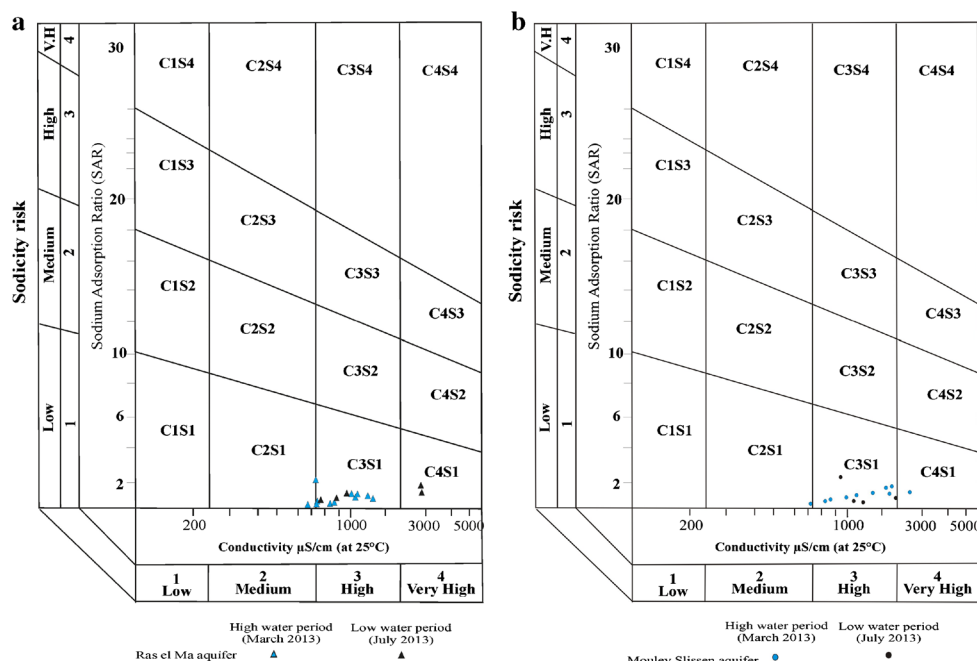 a
V.H
4
30
C1S4
C2S4
C3S4
C4S4
High
3
C1S3
20
C2S3
C3S3
C4S3
Sodicity risk
Medium
2
Sodium Adsorption Ratio (SAR)
C1S2
C2S2
10
C3S2
C4S2
Low
1
6
C1S1
C2S1
C3S1
C4S1
2
200
1000
3000
5000
Conductivity µS/cm (at 25°C)
1
Low
2
Medium
3
High
4
Very High
High water period
(March 2013)
Low water period
(July 2013)
Ras el Ma aquifer
b
V.H
4
30
C1S4
C2S4
C3S4
C4S4
High
3
C1S3
20
C2S3
C3S3
C4S3
Sodicity risk
Medium
2
Sodium Adsorption Ratio (SAR)
C1S2
C2S2
10
C3S2
C4S2
Low
1
6
C1S1
C2S1
C3S1
C4S1
2
200
1000
3000
5000
Conductivity µS/cm (at 25°C)
1
Low
2
Medium
3
High
4
Very High
High water period
(March 2013)
Low water period
(July 2013)
Mouley Slissen aquifer